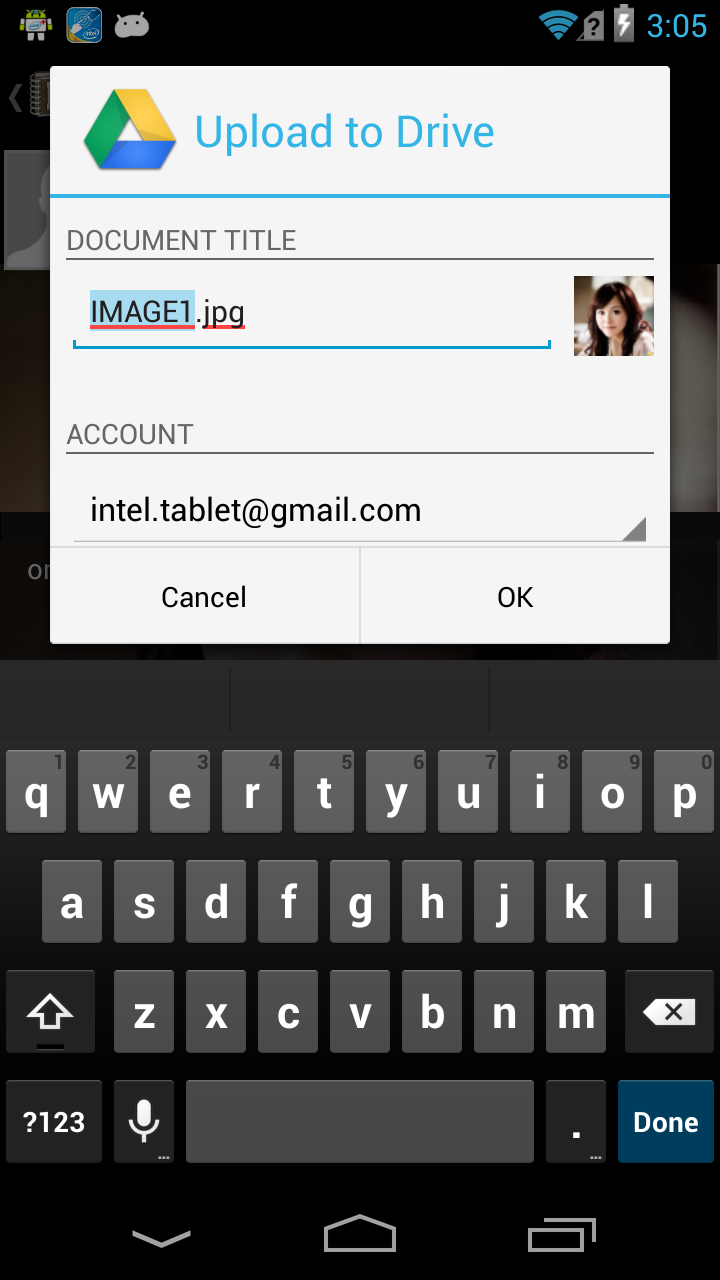 3:05
Upload to Drive
DOCUMENT TITLE
IMAGE1.jpg
ACCOUNT
intel.tablet@gmail.com
Cancel OK
1 2 3 4 5 6 7 8 9 0
q w e r t y u i o p
a s d f g h j k l
z x c v b n m
?123 . ... ... Done